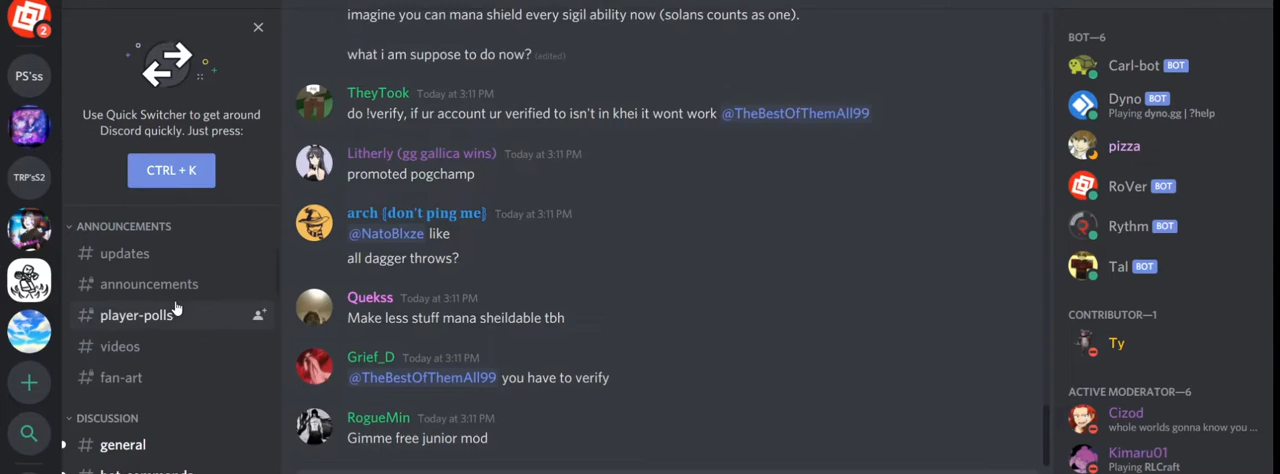 2
PS'ss
TRP'sS2
Use Quick Switcher to get around
Discord quickly. Just press:
CTRL + K
ANNOUNCEMENTS
updates
announcements
player-polls
videos
fan-art
DISCUSSION
general
bot-commands
imagine you can mana shield every sigil ability now (solans counts as one).
what i am suppose to do now? (edited)
TheyTook Today at 3:11 PM
do !verify, if ur account ur verified to isn't in khei it wont work @TheBestOfThemAll99
Litherly (gg gallica wins) Today at 3:11 PM
promoted pogchamp
arch ⟦don't ping me⟧ Today at 3:11 PM
@NatoBlxze like
all dagger throws?
Quekss Today at 3:11 PM
Make less stuff mana sheildable tbh
Grief_D Today at 3:11 PM
@TheBestOfThemAll99 you have to verify
RogueMin Today at 3:11 PM
Gimme free junior mod
BOT—6
Carl-bot BOT
Dyno BOT
Playing dyno.gg | ?help
pizza
RoVer BOT
Rythm BOT
Tal BOT
CONTRIBUTOR—1
Ty
ACTIVE MODERATOR—6
Cizod
whole worlds gonna know you ...
Kimaru01
Playing RLCraft